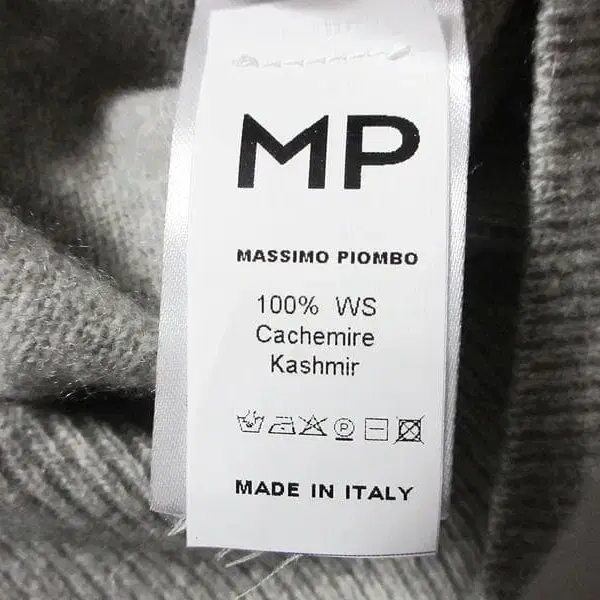 MP
MASSIMO PIOMBO
100% WS
Cachemire
Kashmir
P
MADE IN ITALY